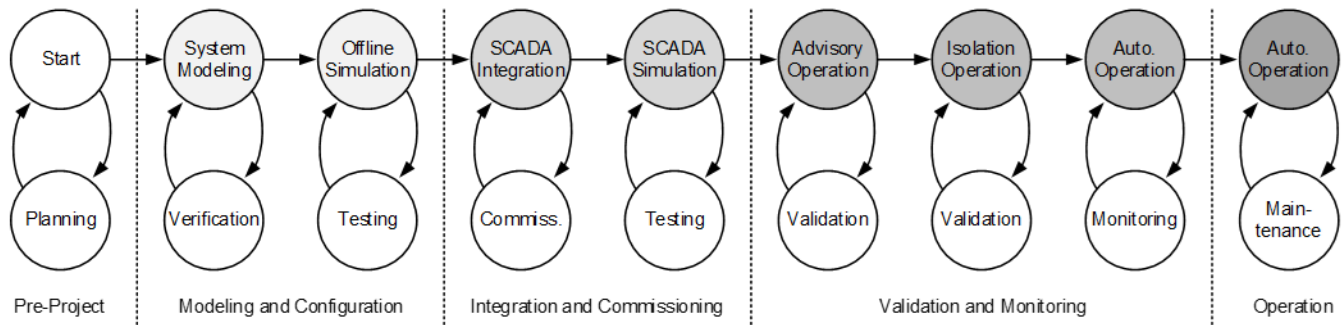 Start
System
Modeling
Offline
Simulation
SCADA
Integration
SCADA
Simulation
Advisory
Operation
Isolation
Operation
Auto.
Operation
Auto.
Operation
Planning
Verification
Testing
Commiss.
Testing
Validation
Validation
Monitoring
Main-
tenance
Pre-Project
Modeling and Configuration
Integration and Commissioning
Validation and Monitoring
Operation